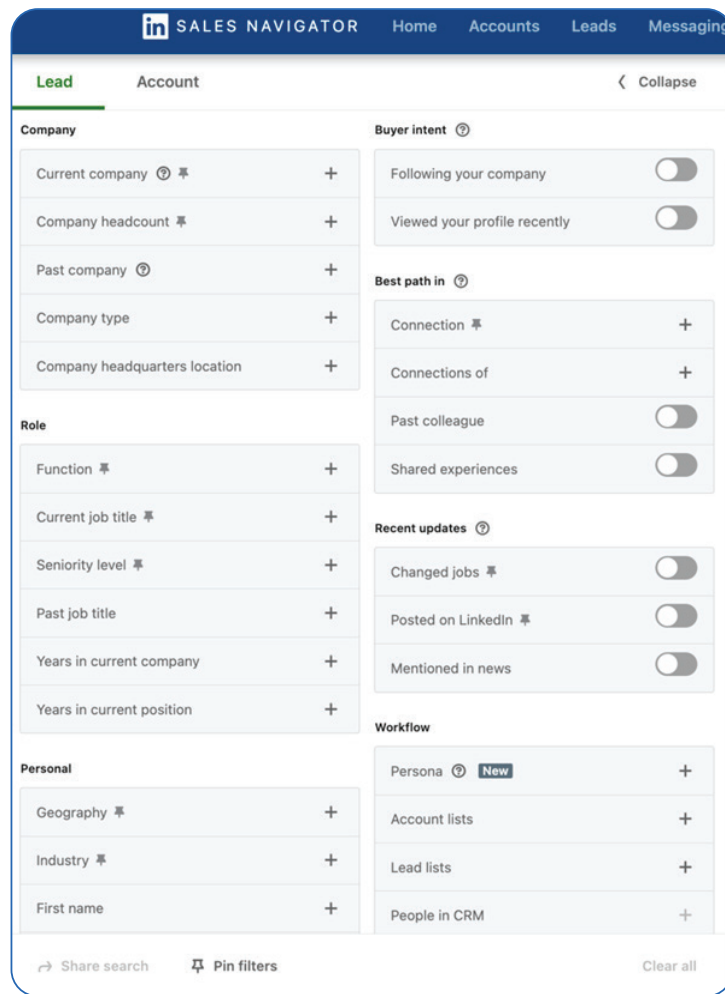 in SALES NAVIGATOR Home Accounts Leads Messaging
Lead Account Collapse
Company
Current company
Company headcount
Past company
Company type
Company headquarters location
Role
Function
Current job title
Seniority level
Past job title
Years in current company
Years in current position
Personal
Geography
Industry
First name
Buyer intent
Following your company
Viewed your profile recently
Best path in
Connection
Connections of
Past colleague
Shared experiences
Recent updates
Changed jobs
Posted on LinkedIn
Mentioned in news
Workflow
Persona New
Account lists
Lead lists
People in CRM
Share search Pin filters Clear all